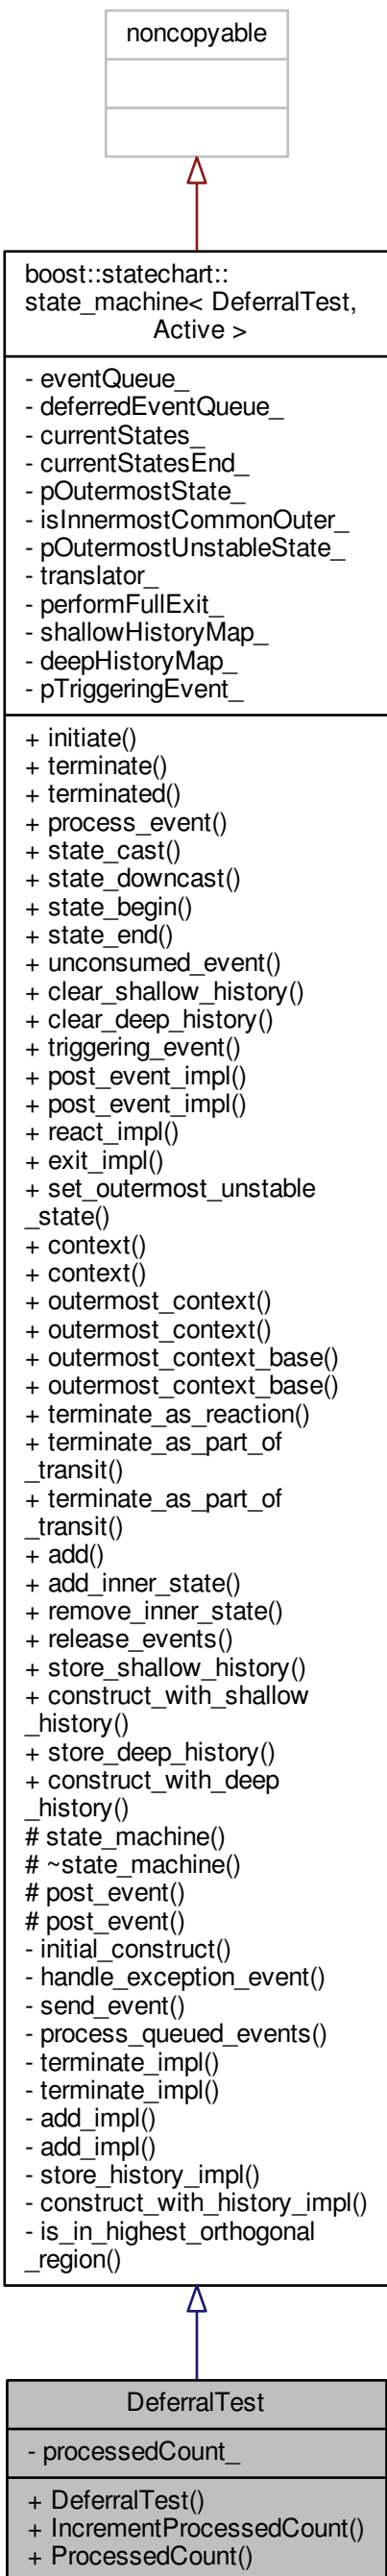 noncopyable
boost::statechart::
state_machine< DeferralTest,
Active >
- eventQueue_
- deferredEventQueue_
- currentStates_
- currentStatesEnd_
- pOutermostState_
- isInnermostCommonOuter_
- pOutermostUnstableState_
- translator_
- performFullExit_
- shallowHistoryMap_
- deepHistoryMap_
- pTriggeringEvent_
+ initiate()
+ terminate()
+ terminated()
+ process_event()
+ state_cast()
+ state_downcast()
+ state_begin()
+ state_end()
+ unconsumed_event()
+ clear_shallow_history()
+ clear_deep_history()
+ triggering_event()
+ post_event_impl()
+ post_event_impl()
+ react_impl()
+ exit_impl()
+ set_outermost_unstable
_state()
+ context()
+ context()
+ outermost_context()
+ outermost_context()
+ outermost_context_base()
+ outermost_context_base()
+ terminate_as_reaction()
+ terminate_as_part_of
_transit()
+ terminate_as_part_of
_transit()
+ add()
+ add_inner_state()
+ remove_inner_state()
+ release_events()
+ store_shallow_history()
+ construct_with_shallow
_history()
+ store_deep_history()
+ construct_with_deep
_history()
# state_machine()
# ~state_machine()
# post_event()
# post_event()
- initial_construct()
- handle_exception_event()
- send_event()
- process_queued_events()
- terminate_impl()
- terminate_impl()
- add_impl()
- add_impl()
- store_history_impl()
- construct_with_history_impl()
- is_in_highest_orthogonal
_region()
DeferralTest
- processedCount_
+ DeferralTest()
+ IncrementProcessedCount()
+ ProcessedCount()